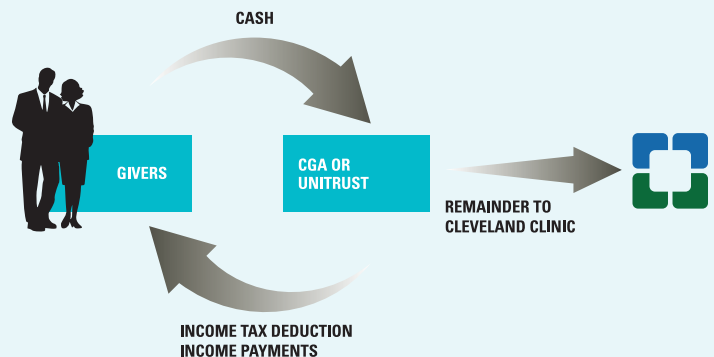 CASH
GIVERS
CGA OR
UNITRUST
REMAINDER TO
CLEVELAND CLINIC
INCOME TAX DEDUCTION
INCOME PAYMENTS